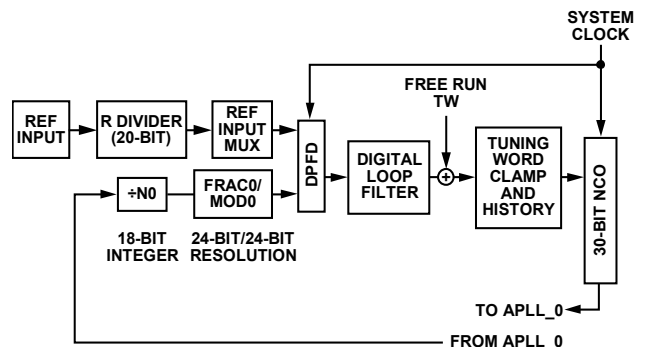 SYSTEM
CLOCK
FREE RUN
TW
REF
INPUT
R DIVIDER
(20-BIT)
REF
INPUT
MUX
DPFD
DIGITAL
LOOP
FILTER
+
TUNING
WORD
CLAMP
AND
HISTORY
30-BIT NCO
÷N0
FRAC0/
MOD0
18-BIT
INTEGER
24-BIT/24-BIT
RESOLUTION
TO APLL_0
FROM APLL_0